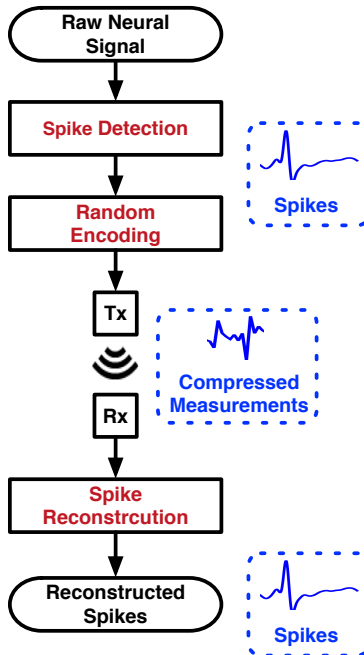 Raw Neural
Signal
Spike Detection
Spikes
Random
Encoding
Tx
Compressed
Measurements
Rx
Spike
Reconstrcution
Reconstructed
Spikes
Spikes